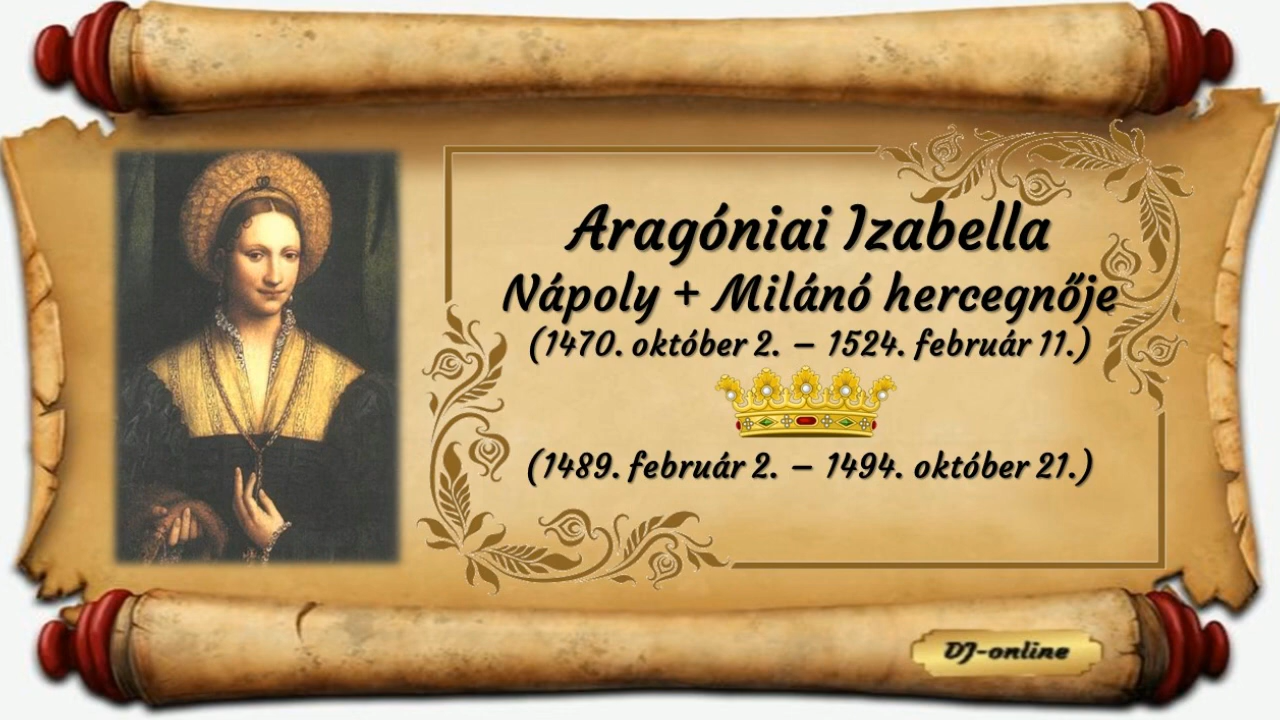 Aragóniai Izabella
Nápoly + Milánó hercegnője
(1470. október 2. – 1524. február 11.)
(1489. február 2. – 1494. október 21.)
DJ-online